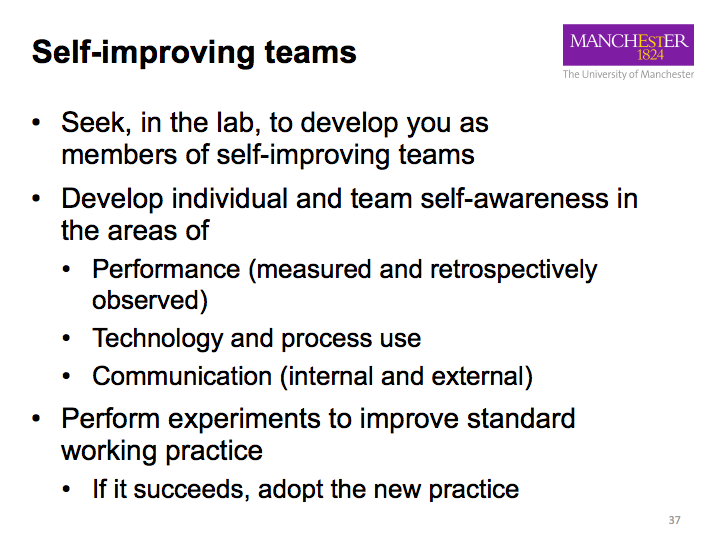 Self-improving teams
MANCHESTER
1824
The University of Manchester
• Seek, in the lab, to develop you as
members of self-improving teams
• Develop individual and team self-awareness in
the areas of
• Performance (measured and retrospectively
observed)
• Technology and process use
• Communication (internal and external)
• Perform experiments to improve standard
working practice
• If it succeeds, adopt the new practice
37